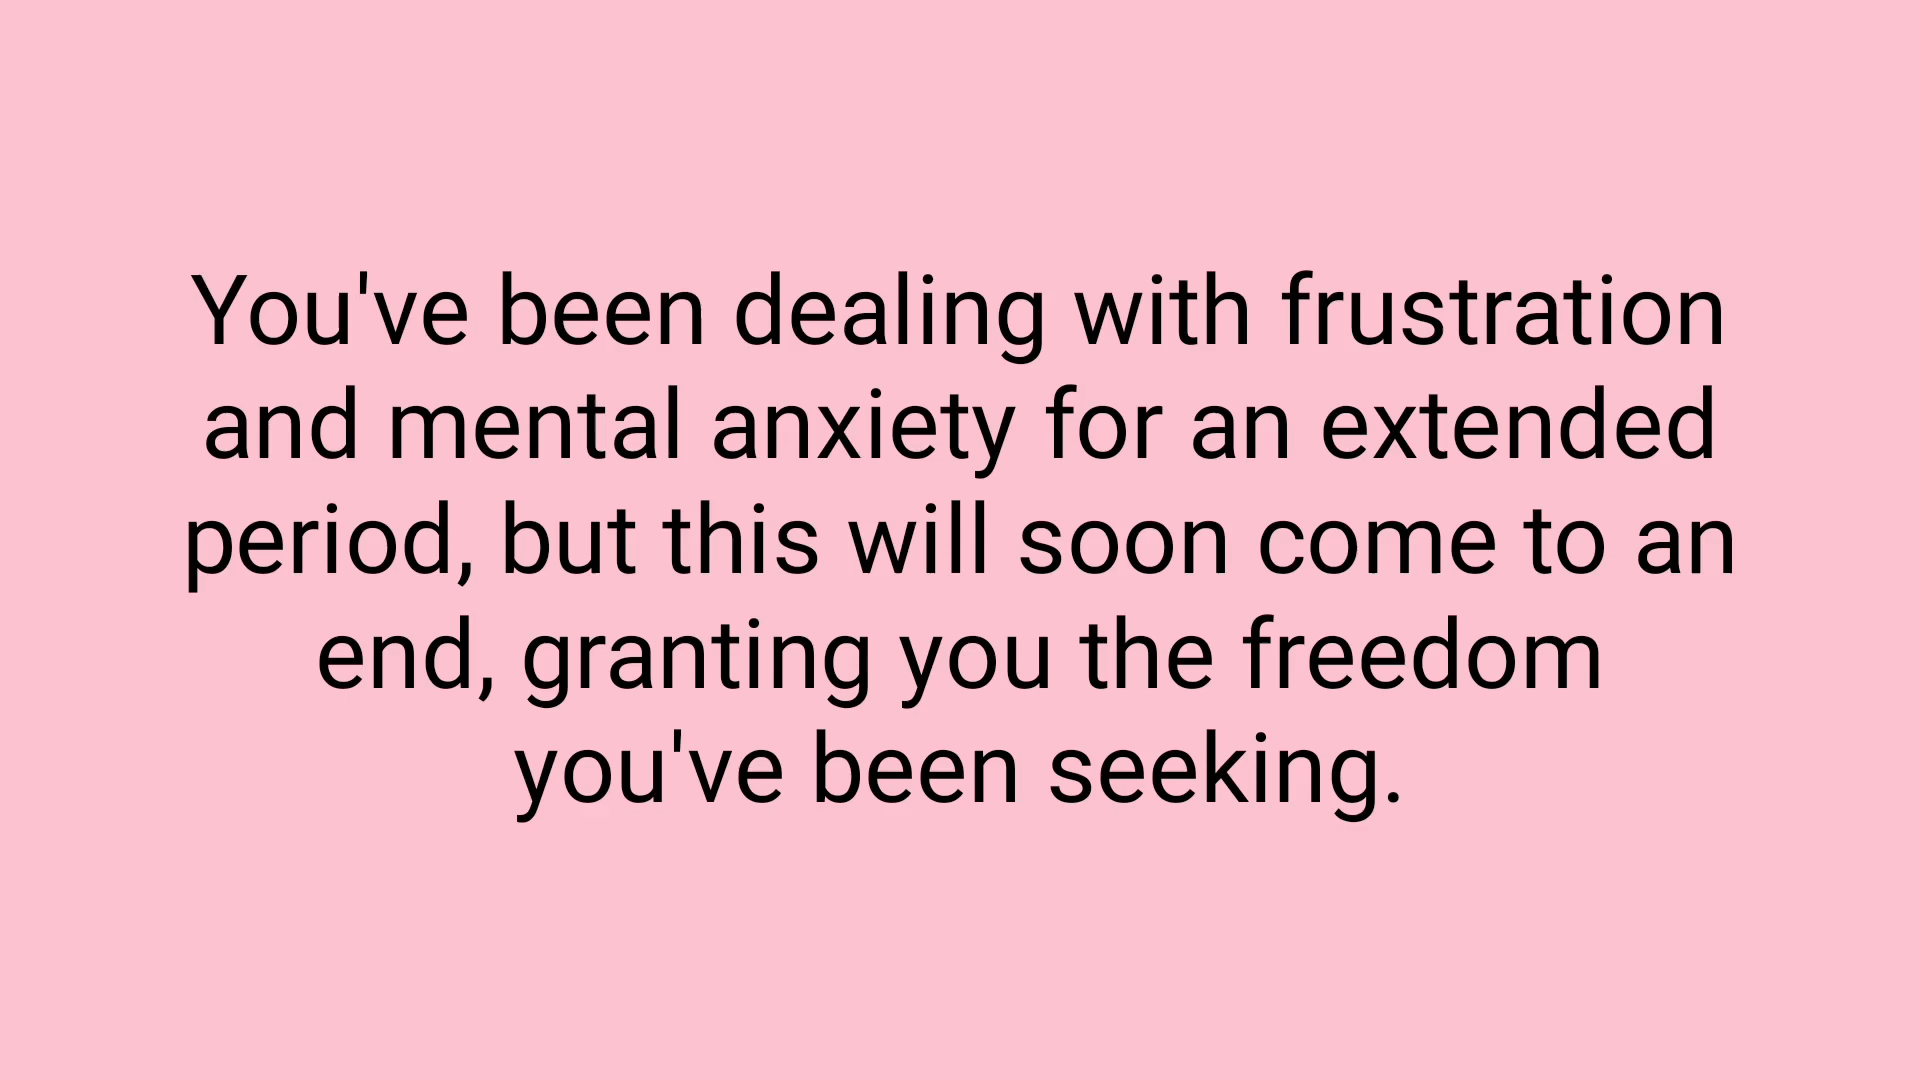 You've been dealing with frustration
and mental anxiety for an extended
period, but this will soon come to an
end, granting you the freedom
you've been seeking.